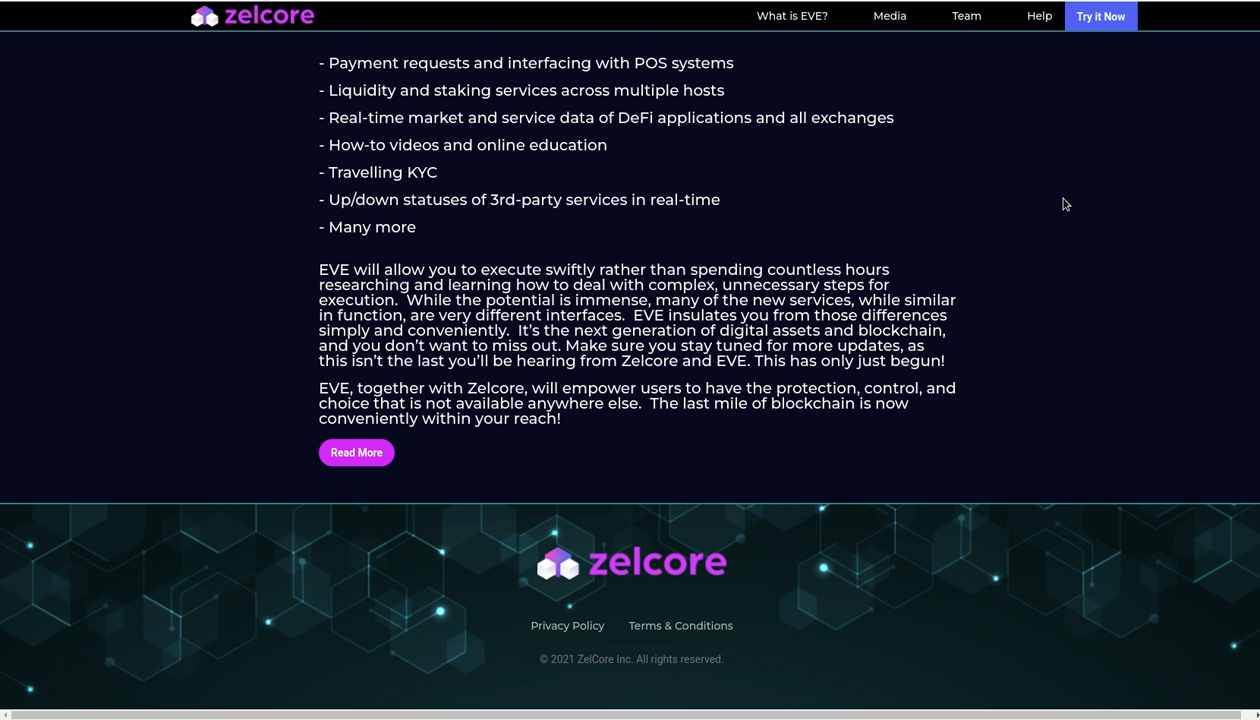 zelcore
What is EVE? Media Team Help Try it Now
- Payment requests and interfacing with POS systems
- Liquidity and staking services across multiple hosts
- Real-time market and service data of DeFi applications and all exchanges
- How-to videos and online education
- Travelling KYC
- Up/down statuses of 3rd-party services in real-time
- Many more
EVE will allow you to execute swiftly rather than spending countless hours
researching and learning how to deal with complex, unnecessary steps for
execution.  While the potential is immense, many of the new services, while similar
in function, are very different interfaces.  EVE insulates you from those differences
simply and conveniently.  It’s the next generation of digital assets and blockchain,
and you don’t want to miss out. Make sure you stay tuned for more updates, as
this isn’t the last you’ll be hearing from Zelcore and EVE. This has only just begun!
EVE, together with Zelcore, will empower users to have the protection, control, and
choice that is not available anywhere else.  The last mile of blockchain is now
conveniently within your reach!
Read More
zelcore
Privacy Policy Terms & Conditions
© 2021 ZelCore Inc. All rights reserved.